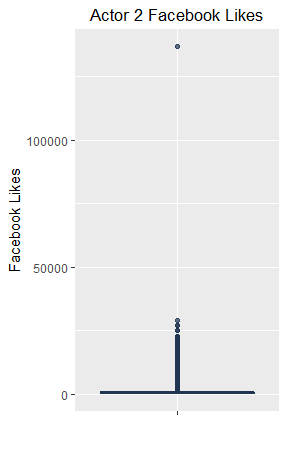 Actor 2 Facebook Likes
100000
Facebook Likes
50000
0